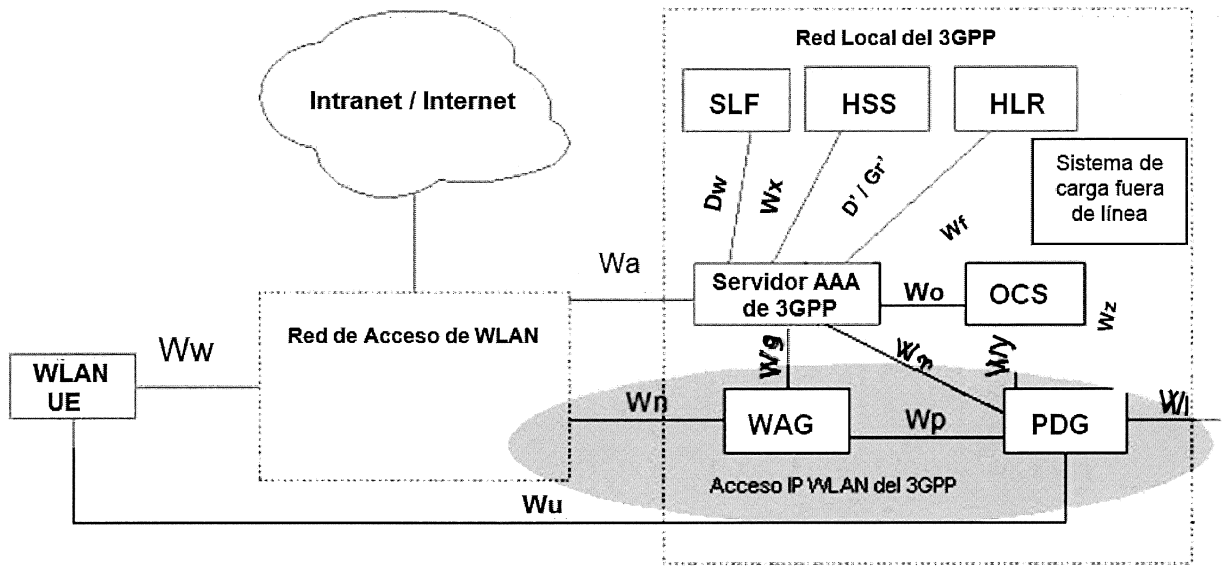 Red Local del 3GPP
Intranet / Internet
SLF
HSS
HLR
Sistema de
carga fuera
de línea
Dw
Wx
D' / Gr'
Wf
Wa
Servidor AAA
de 3GPP
Wo
OCS
Wz
Red de Acceso de WLAN
Ww
WLAN
UE
Wg
Wm
Wy
Wn
WAG
Wp
PDG
Wi
Acceso IP WLAN del 3GPP
Wu